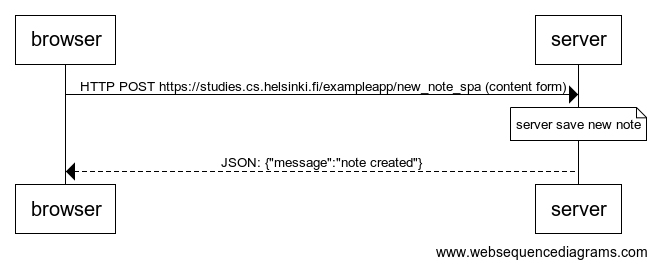 browser server
HTTP POST https://studies.cs.helsinki.fi/exampleapp/new_note_spa (content form)
server save new note
JSON: {"message":"note created"}
browser server
www.websequencediagrams.com